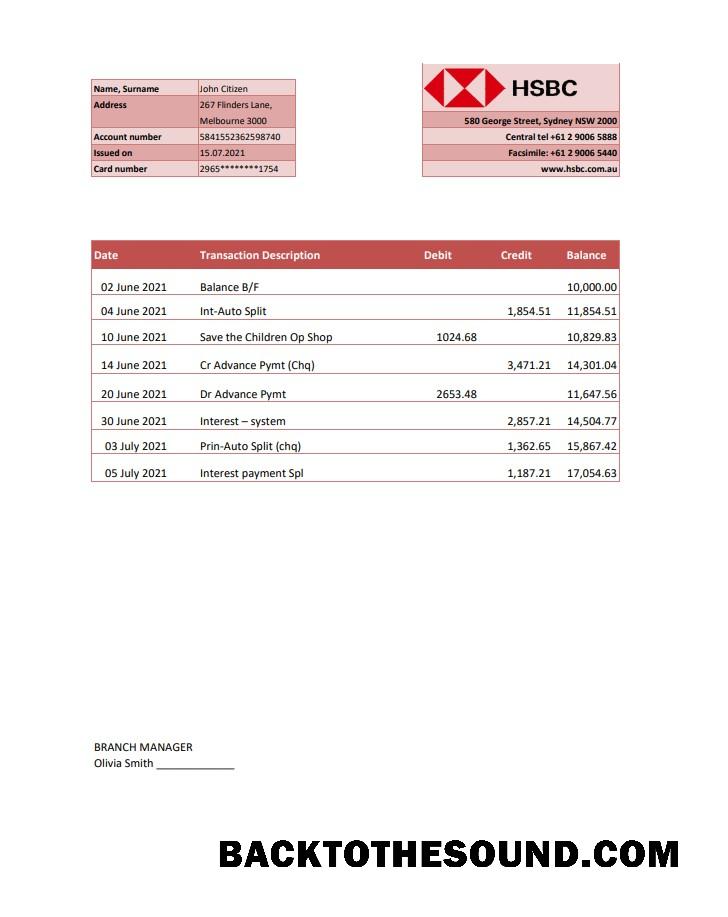 HSBC
Name, Surname John Citizen
Address 267 Flinders Lane,
Melbourne 3000
Account number 5841552362598740
Issued on 15.07.2021
Card number 2965********1754
580 George Street, Sydney NSW 2000
Central tel +61 2 9006 5888
Facsimile: +61 2 9006 5440
www.hsbc.com.au
Date Transaction Description Debit Credit Balance
02 June 2021 Balance B/F 10,000.00
04 June 2021 Int-Auto Split 1,854.51 11,854.51
10 June 2021 Save the Children Op Shop 1024.68 10,829.83
14 June 2021 Cr Advance Pymt (Chq) 3,471.21 14,301.04
20 June 2021 Dr Advance Pymt 2653.48 11,647.56
30 June 2021 Interest – system 2,857.21 14,504.77
03 July 2021 Prin-Auto Split (chq) 1,362.65 15,867.42
05 July 2021 Interest payment Spl 1,187.21 17,054.63
BRANCH MANAGER
Olivia Smith _____________
BACKTOTHESOUND.COM